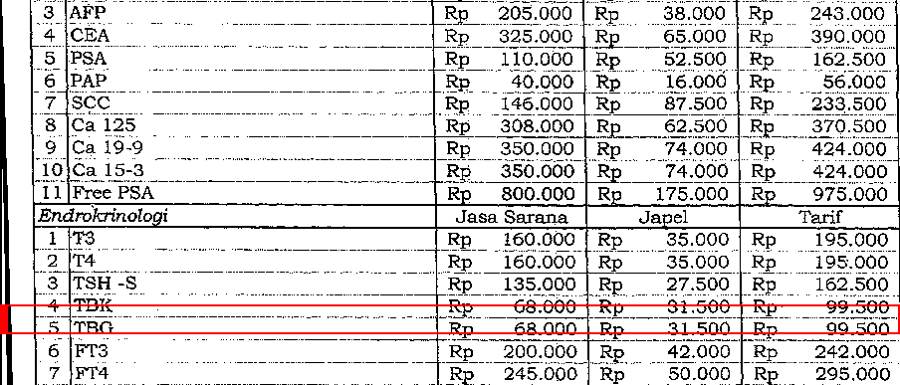 3 AFP Rp 205.000 Rp 38.000 Rp 243.000
4 CEA Rp 325.000 Rp 65.000 Rp 390.000
5 PSA Rp 110.000 Rp 52.500 Rp 162.500
6 PAP Rp 40.000 Rp 16.000 Rp 56.000
7 SCC Rp 146.000 Rp 87.500 Rp 233.500
8 Ca 125 Rp 308.000 Rp 62.500 Rp 370.500
9 Ca 19-9 Rp 350.000 Rp 74.000 Rp 424.000
10 Ca 15-3 Rp 350.000 Rp 74.000 Rp 424.000
11 Free PSA Rp 800.000 Rp 175.000 Rp 975.000
Endrokrinologi Jasa Sarana Japel Tarif
1 T3 Rp 160.000 Rp 35.000 Rp 195.000
2 T4 Rp 160.000 Rp 35.000 Rp 195.000
3 TSH -S Rp 135.000 Rp 27.500 Rp 162.500
4 TBK Rp 68.000 Rp 31.500 Rp 99.500
5 TBG Rp 68.000 Rp 31.500 Rp 99.500
6 FT3 Rp 200.000 Rp 42.000 Rp 242.000
7 FT4 Rp 245.000 Rp 50.000 Rp 295.000